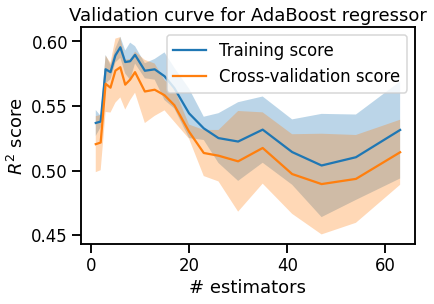 Validation curve for AdaBoost regressor
Training score
Cross-validation score
0.60
0.55
0.50
0.45
R² score
0
20
40
60
# estimators